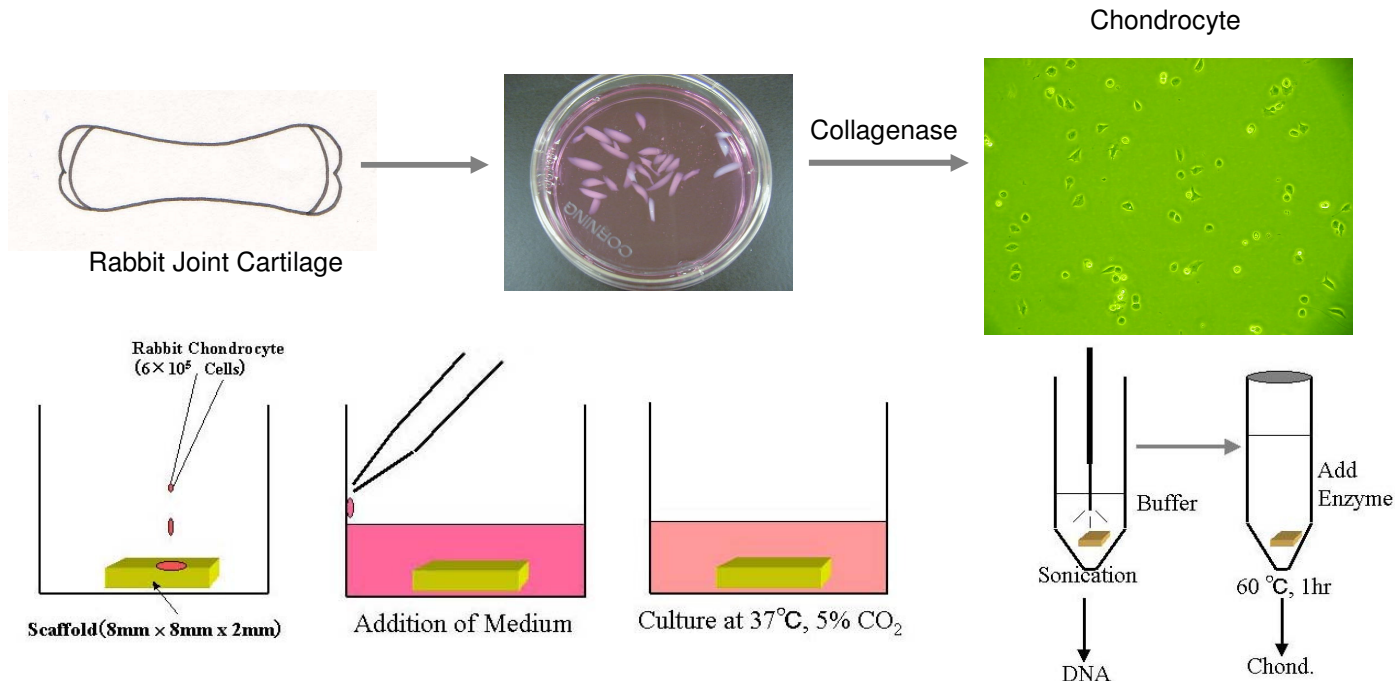 Chondrocyte
Collagenase
CORNING
Rabbit Joint Cartilage
Rabbit Chondrocyte
(6×10⁵ Cells)
Scaffold(8mm × 8mm x 2mm)
Addition of Medium
Culture at 37℃, 5% CO₂
Buffer
Sonication
DNA
Add
Enzyme
60 ℃, 1hr
Chond.